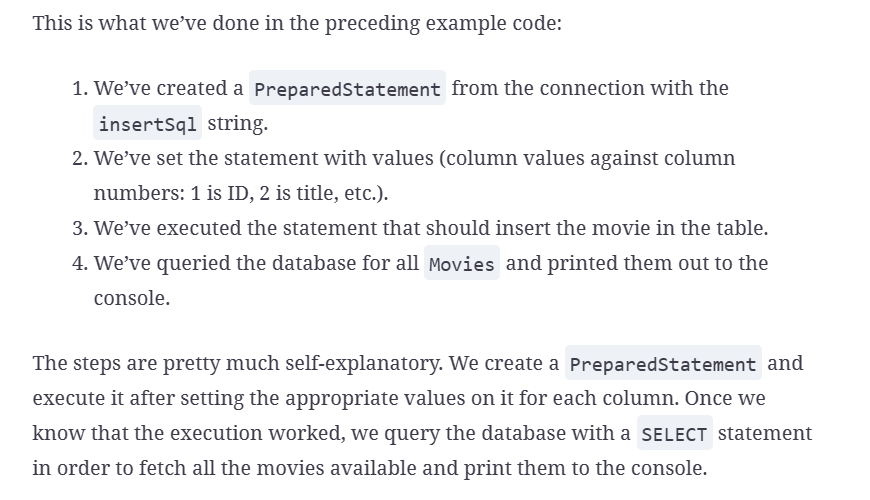 This is what we’ve done in the preceding example code:
1. We’ve created a PreparedStatement from the connection with the
insertSql string.
2. We’ve set the statement with values (column values against column
numbers: 1 is ID, 2 is title, etc.).
3. We’ve executed the statement that should insert the movie in the table.
4. We’ve queried the database for all Movies and printed them out to the
console.
The steps are pretty much self-explanatory. We create a PreparedStatement and
execute it after setting the appropriate values on it for each column. Once we
know that the execution worked, we query the database with a SELECT statement
in order to fetch all the movies available and print them to the console.